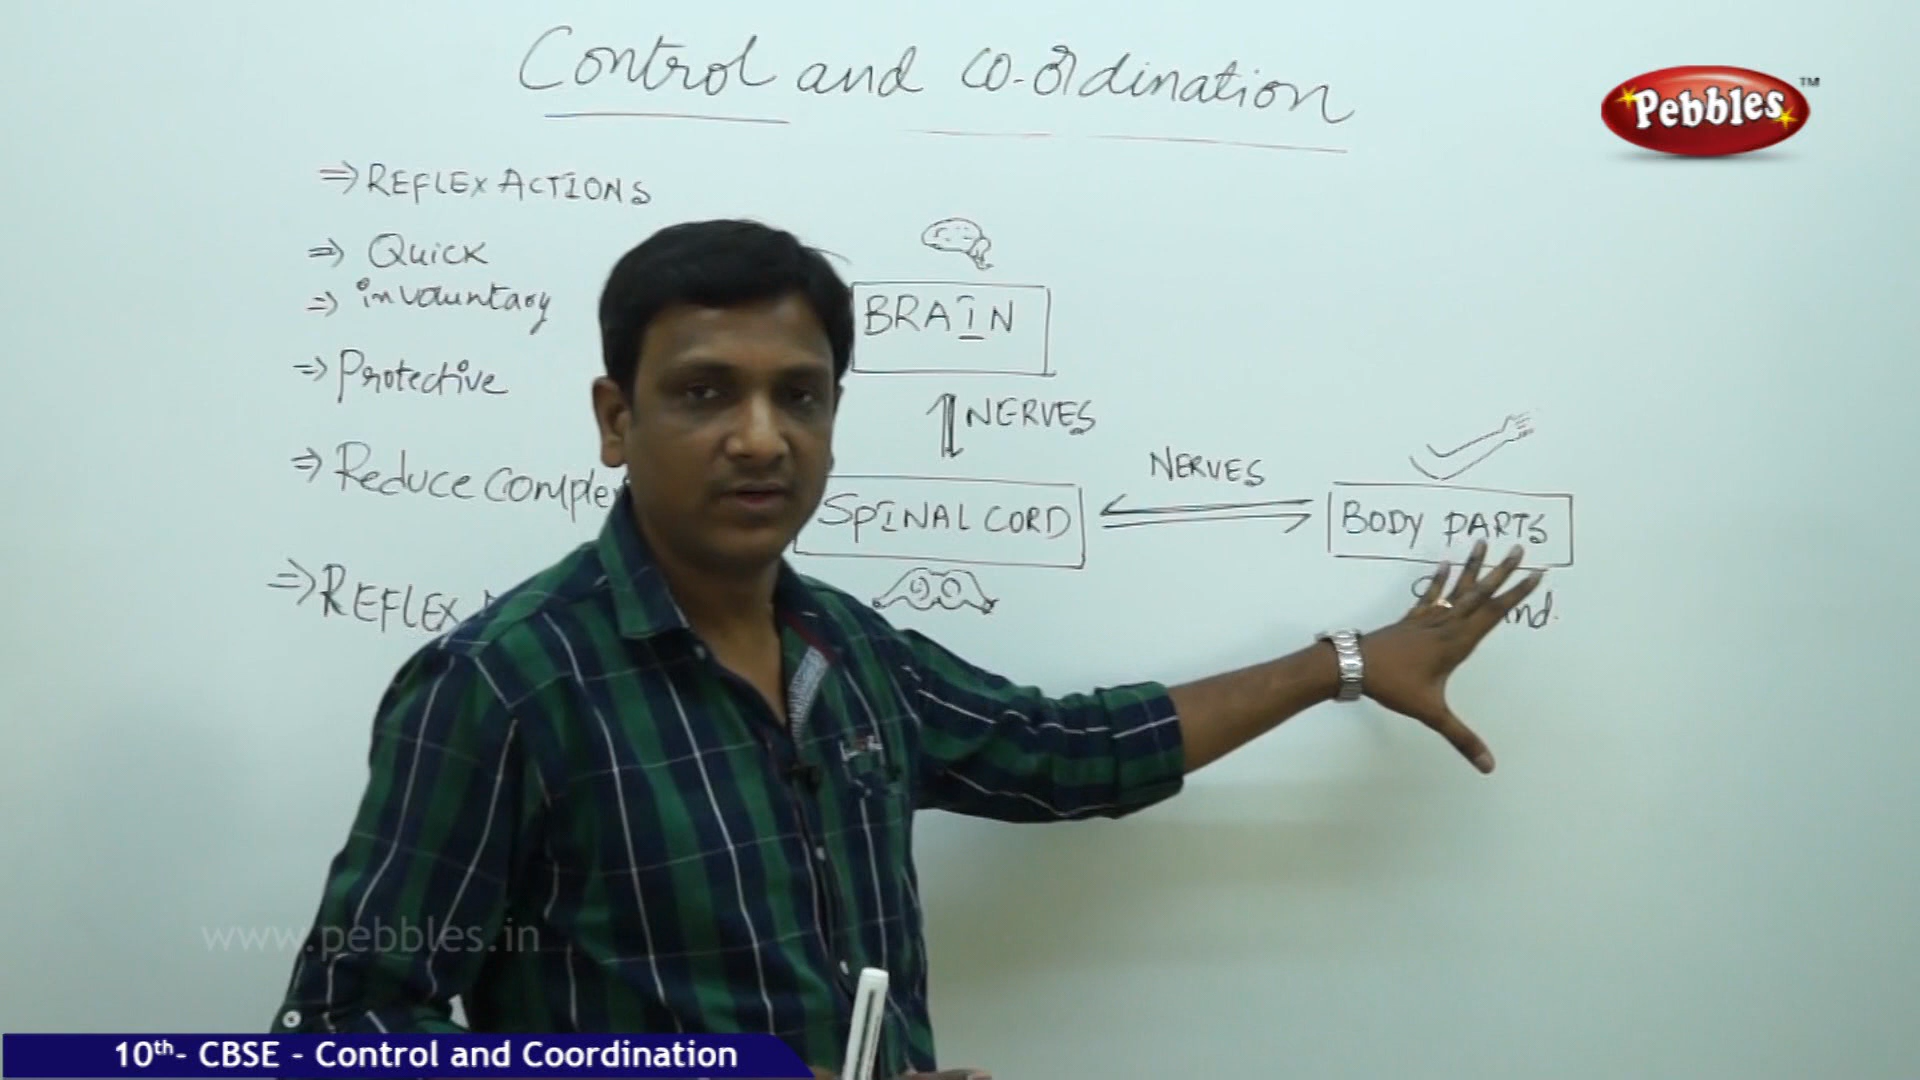 Control and CO-ordination
Pebbles TM
⇒ REFLEX ACTIONS
⇒ Quick
⇒ involuntary
⇒ Protective
⇒ Reduce
⇒ REFLEX
BRAIN
NERVES
SPINAL CORD
NERVES
BODY PARTS
www.pebbles.in
10th- CBSE - Control and Coordination